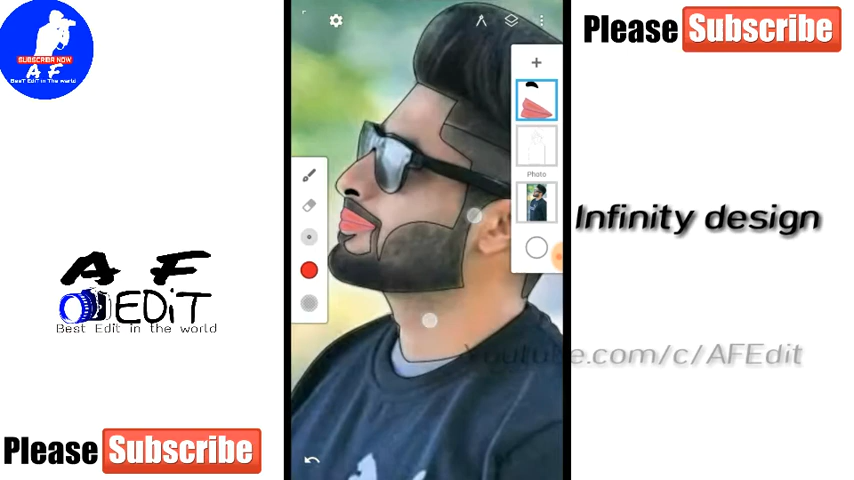 SUBSCRIBE NOW
A F
BesT EdiT in The world
Please Subscribe
Photo
Infinity design
A F
EDiT
Best Edit in the world
Youtube.com/c/AFEdit
Please Subscribe